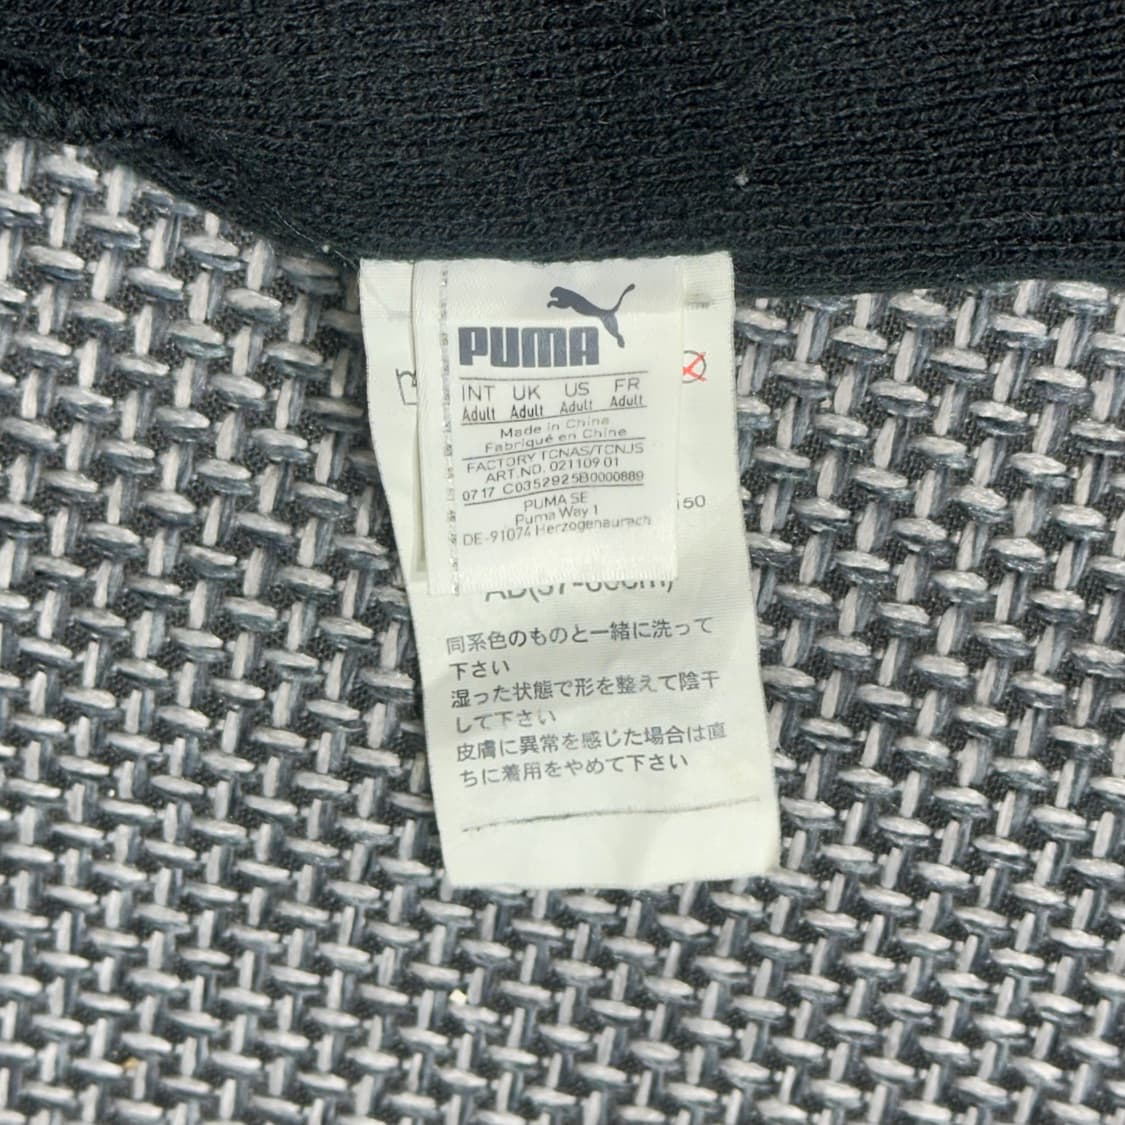 PUMA
INT UK US FR
Adult Adult Adult Adult
Made in China
Fabriqué en Chine
FACTORY TCNAS/TCNJS
ART.NO. 021109 01
0717 C0352925B0000889
PUMA SE
Puma Way 1
DE-91074 Herzogenaurach
同系色のものと一緒に洗って
下さい
湿った状態で形を整えて陰干
して下さい
皮膚に異常を感じた場合は直
ちに着用をやめて下さい